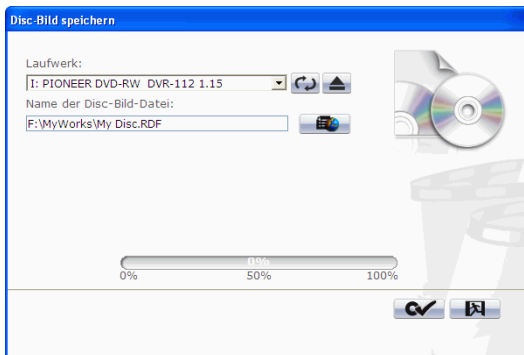 Disc-Bild speichern
Laufwerk:
I: PIONEER DVD-RW DVR-112 1.15
Name der Disc-Bild-Datei:
F:\MyWorks\My Disc.RDF
0%
0% 50% 100%